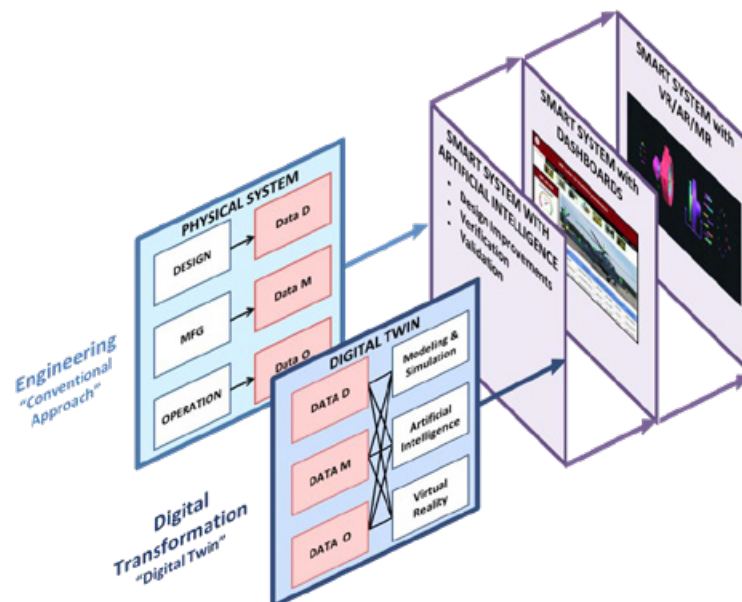 PHYSICAL SYSTEM
DESIGN
Data D
MFG
Data M
OPERATION
Data O
Engineering
"Conventional
Approach"
DIGITAL TWIN
DATA D
Modeling &
Simulation
DATA M
Artificial
Intelligence
DATA O
Virtual
Reality
Digital
Transformation
"Digital Twin"
SMART SYSTEM WITH
ARTIFICIAL INTELLIGENCE
• Design improvements
• Verification
• Validation
SMART SYSTEM with
DASHBOARDS
SMART SYSTEM with
VR/AR/MR